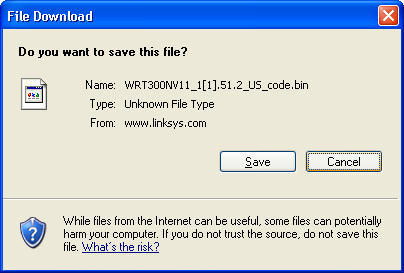 File Download
Do you want to save this file?
Name: WRT300NV11_1[1].51.2_US_code.bin
Type: Unknown File Type
From: www.linksys.com
Save Cancel
While files from the Internet can be useful, some files can potentially
harm your computer. If you do not trust the source, do not save this
file. What's the risk?